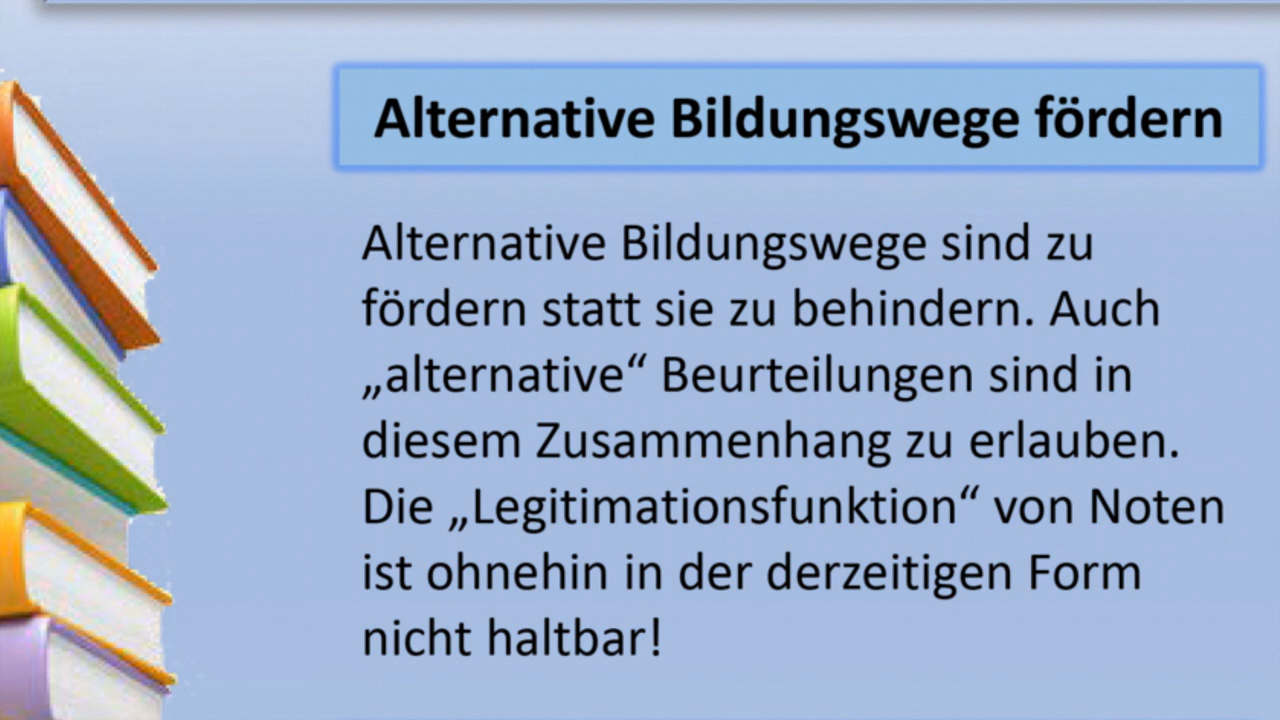 Alternative Bildungswege fördern
Alternative Bildungswege sind zu
fördern statt sie zu behindern. Auch
„alternative“ Beurteilungen sind in
diesem Zusammenhang zu erlauben.
Die „Legitimationsfunktion“ von Noten
ist ohnehin in der derzeitigen Form
nicht haltbar!